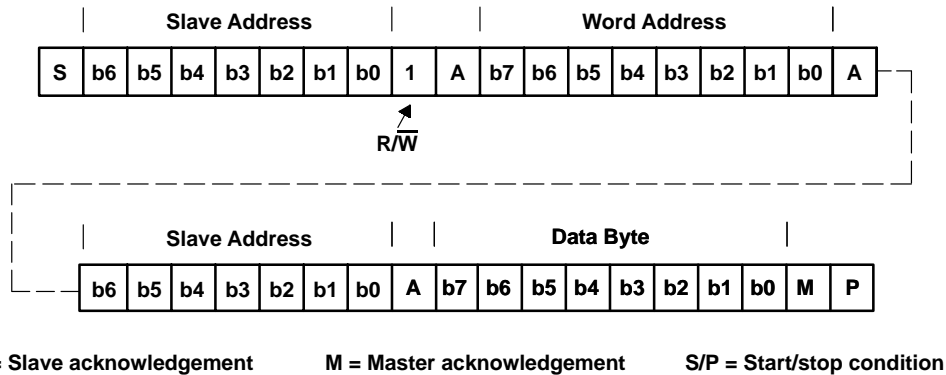 Slave Address Word Address
S b6 b5 b4 b3 b2 b1 b0 1 A b7 b6 b5 b4 b3 b2 b1 b0 A
R/W̅
Slave Address Data Byte
b6 b5 b4 b3 b2 b1 b0 A b7 b6 b5 b4 b3 b2 b1 b0 M P
= Slave acknowledgement M = Master acknowledgement S/P = Start/stop condition